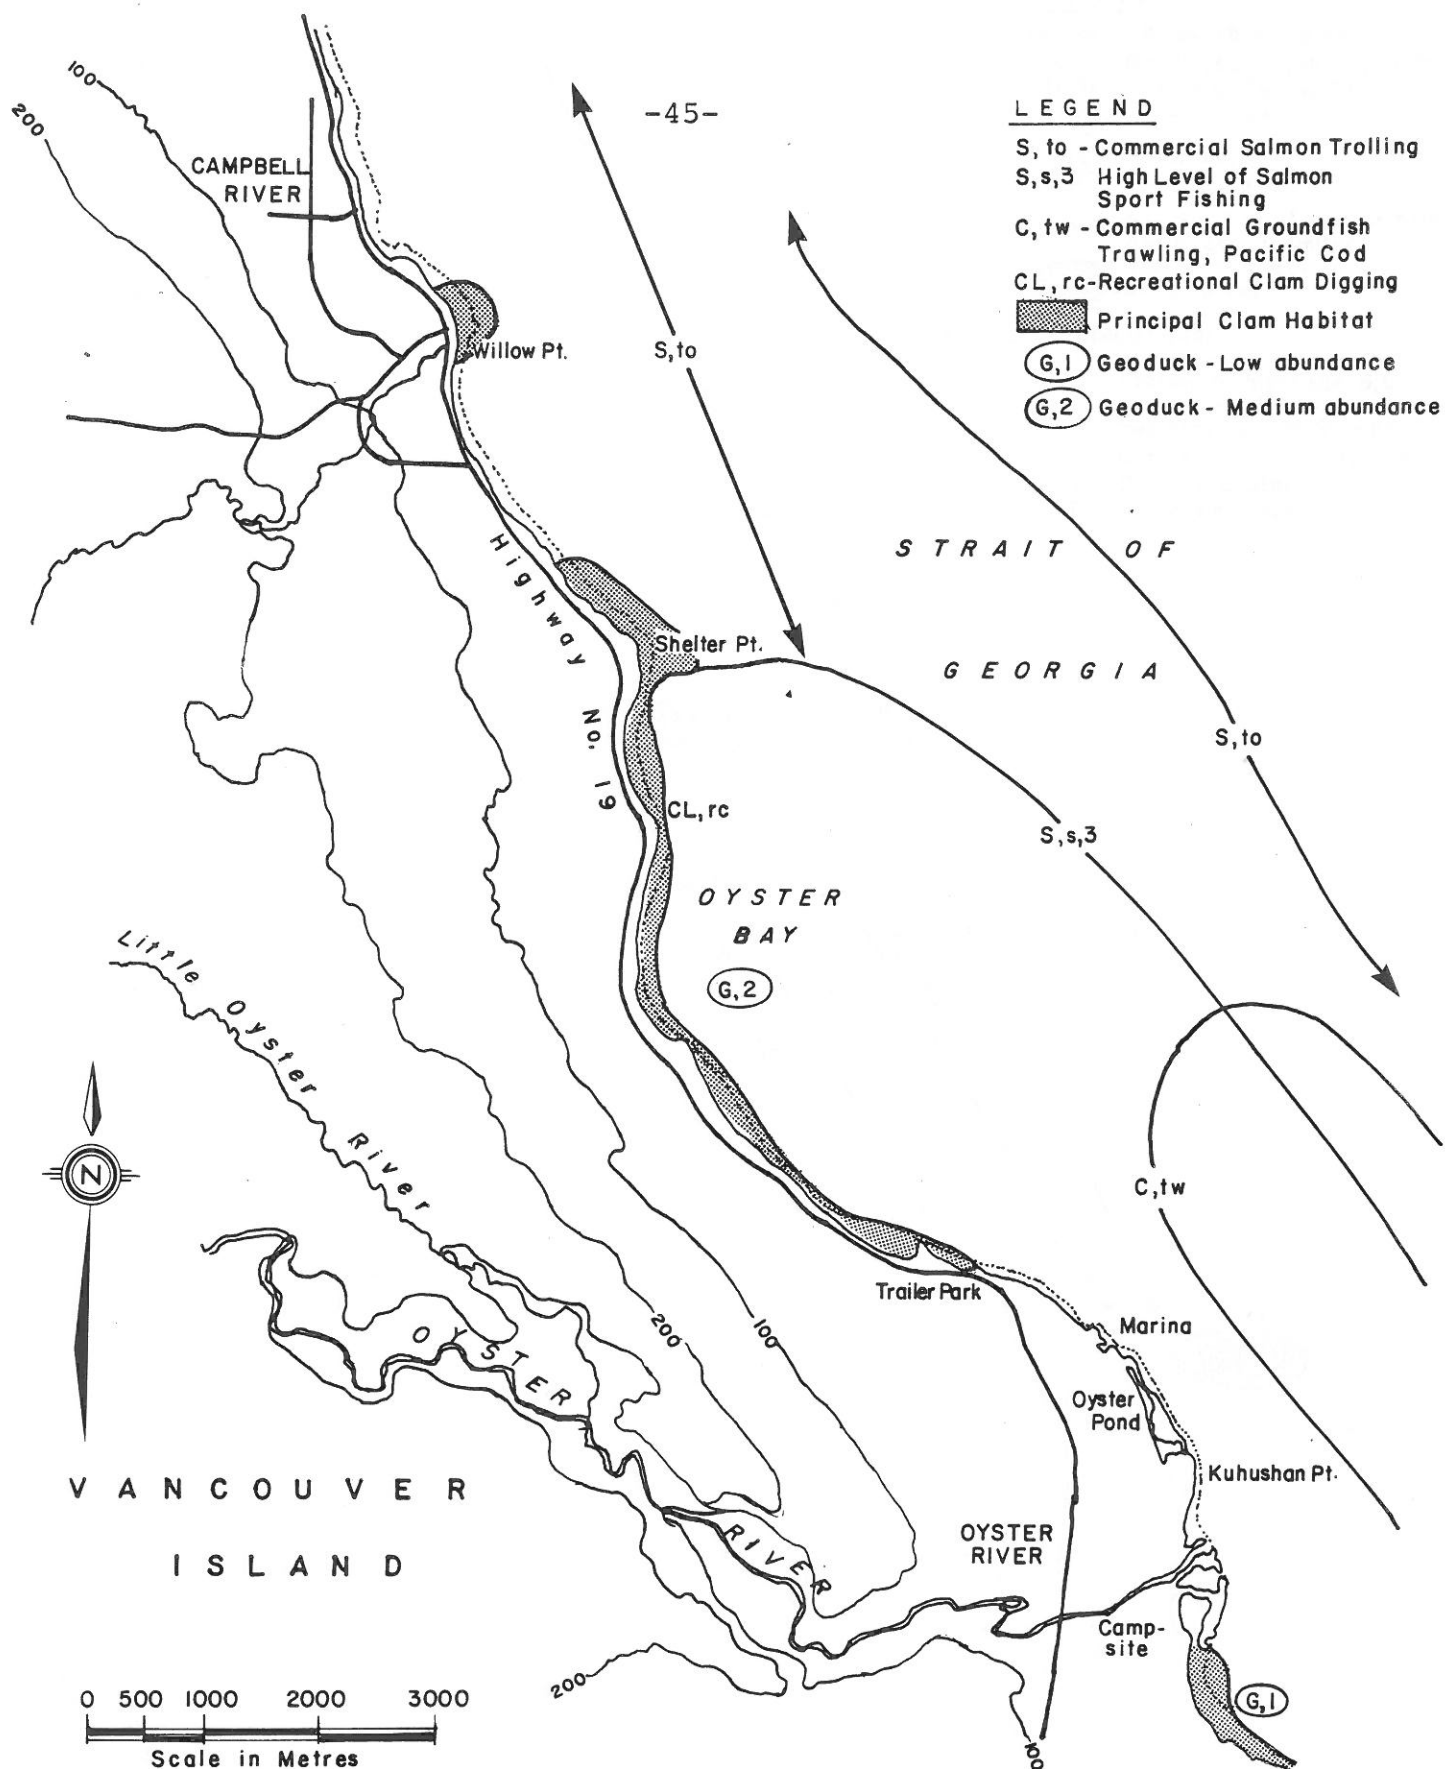 -45-
LEGEND
S, to - Commercial Salmon Trolling
S,s,3 High Level of Salmon
Sport Fishing
C, tw - Commercial Groundfish
Trawling, Pacific Cod
CL, rc-Recreational Clam Digging
Principal Clam Habitat
G,1 Geoduck - Low abundance
G,2 Geoduck - Medium abundance
100
200
CAMPBELL
RIVER
Willow Pt.
S,to
STRAIT OF
GEORGIA
Highway No. 19
Shelter Pt.
S,to
CL,rc
S,s,3
OYSTER
BAY
G,2
Little Oyster River
N
C,tw
Trailer Park
Marina
200
100
OYSTER RIVER
Oyster
Pond
Kuhushan Pt.
VANCOUVER
ISLAND
OYSTER
RIVER
Camp-
site
200
G,1
100
0 500 1000 2000 3000
Scale in Metres